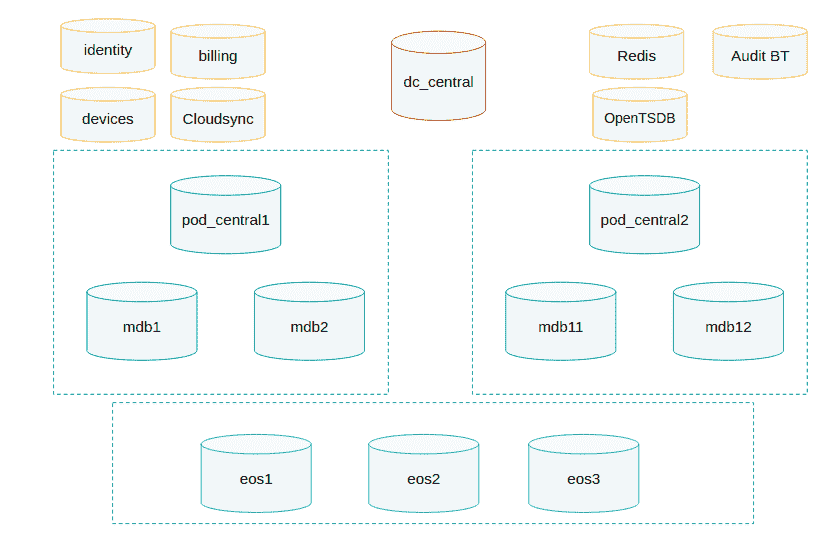 identity
billing
dc_central
Redis
Audit BT
devices
Cloudsync
OpenTSDB
pod_central1
pod_central2
mdb1
mdb2
mdb11
mdb12
eos1
eos2
eos3